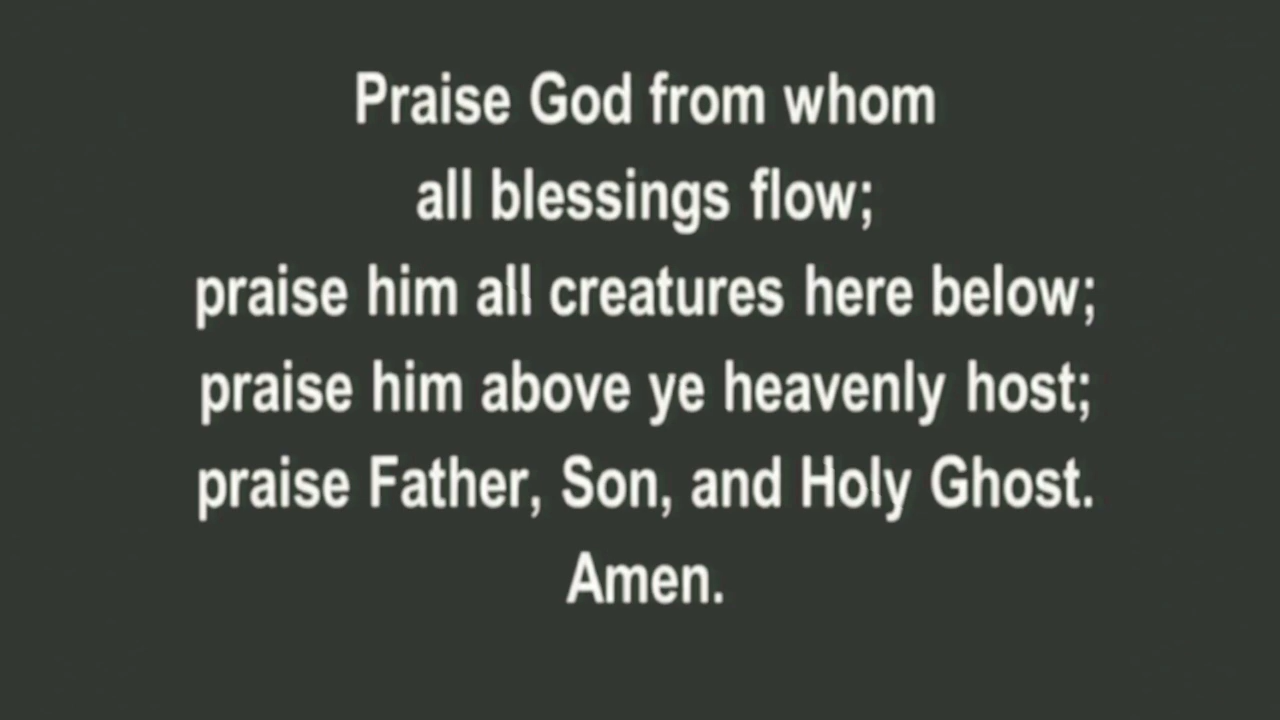 Praise God from whom
all blessings flow;
praise him all creatures here below;
praise him above ye heavenly host;
praise Father, Son, and Holy Ghost.
Amen.